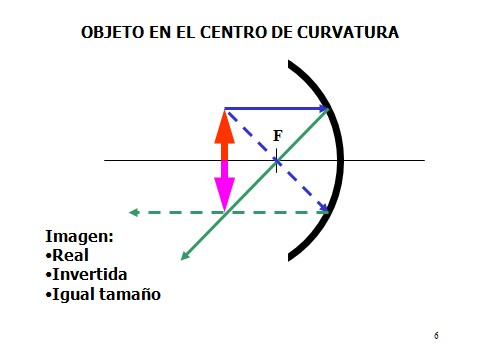 OBJETO EN EL CENTRO DE CURVATURA
F
Imagen:
•Real
•Invertida
•Igual tamaño
6